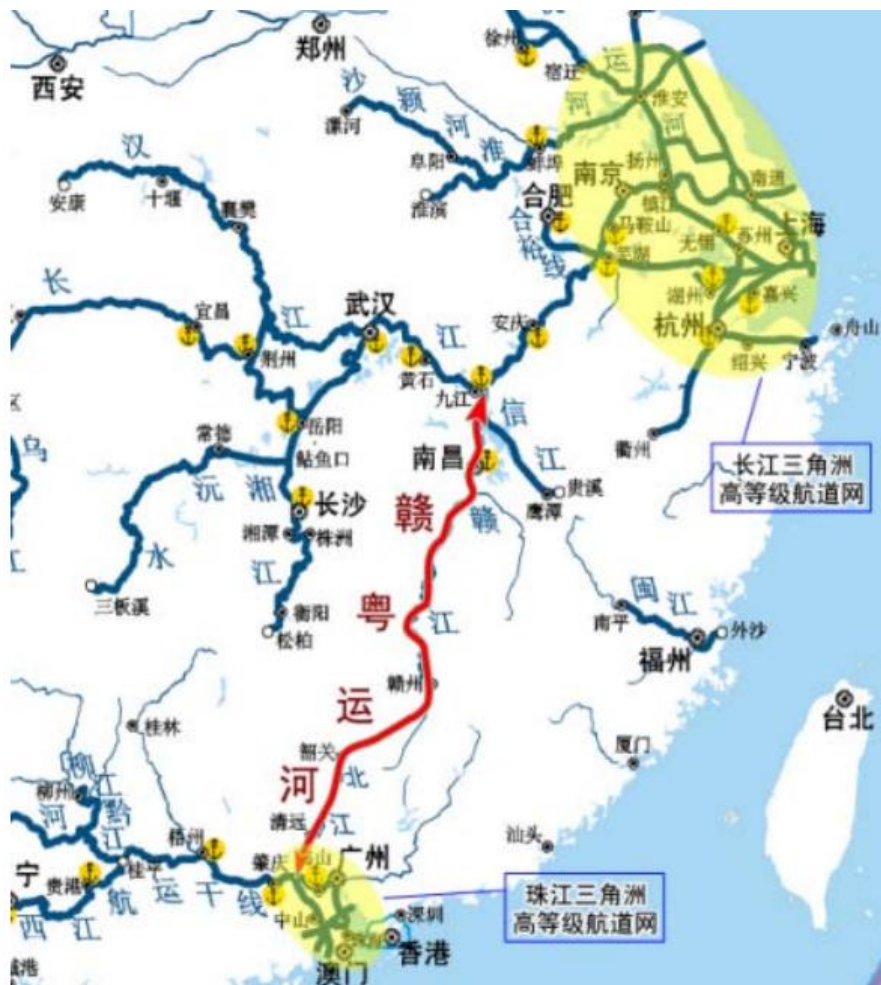 郑州
西安
徐州
宿迁
运
河
淮安
沙
颍
河
漯河
阜阳
淮
蚌埠
淮滨
扬州
南京
镇江
南通
汉
安康
十堰
襄樊
合肥
合
裕
线
马鞍山
芜湖
无锡
苏州
上海
湖州
嘉兴
长
宜昌
江
武汉
江
荆州
黄石
安庆
杭州
绍兴
宁波
舟山
九江
岳阳
常德
鲇鱼口
南昌
信
江
贵溪
鹰潭
衢州
长江三角洲
高等级航道网
乌
江
沅
湘
长沙
湘潭
株洲
水
江
三板溪
衡阳
松柏
赣
粤
运
河
赣
江
闽江
南平
外沙
福州
赣州
台北
桂林
韶关
北
江
厦门
柳
江
柳州
河
黔
江
清远
汕头
梧州
肇庆
广州
宁
贵港
桂平
西江航运干线
中山
深圳
珠江三角洲
高等级航道网
香港
澳门